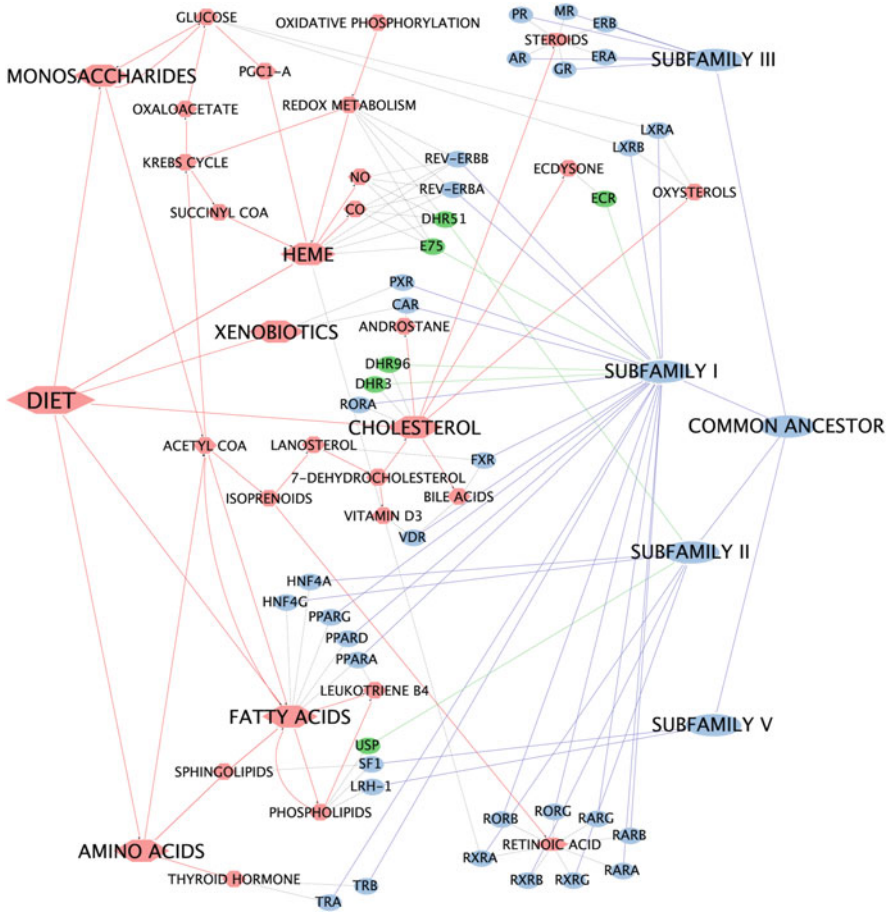 PR
MR
ERB
GLUCOSE
OXIDATIVE PHOSPHORYLATION
STEROIDS
AR
ERA
SUBFAMILY III
GR
MONOSACCHARIDES
PGC1-A
OXALOACETATE
REDOX METABOLISM
LXRA
LXRB
KREBS CYCLE
REV-ERBB
ECDYSONE
NO
REV-ERBA
OXYSTEROLS
ECR
SUCCINYL COA
CO
DHR51
E75
HEME
PXR
CAR
XENOBIOTICS
ANDROSTANE
DHR96
SUBFAMILY I
DHR3
DIET
RORA
CHOLESTEROL
COMMON ANCESTOR
ACETYL COA
LANOSTEROL
FXR
7-DEHYDROCHOLESTEROL
ISOPRENOIDS
BILE ACIDS
VITAMIN D3
VDR
SUBFAMILY II
HNF4A
HNF4G
PPARG
PPARD
PPARA
LEUKOTRIENE B4
FATTY ACIDS
SUBFAMILY V
USP
SF1
SPHINGOLIPIDS
LRH-1
PHOSPHOLIPIDS
RORB
RORG
RARG
RARB
RETINOIC ACID
AMINO ACIDS
RXRA
RARA
THYROID HORMONE
RXRB
RXRG
TRB
TRA